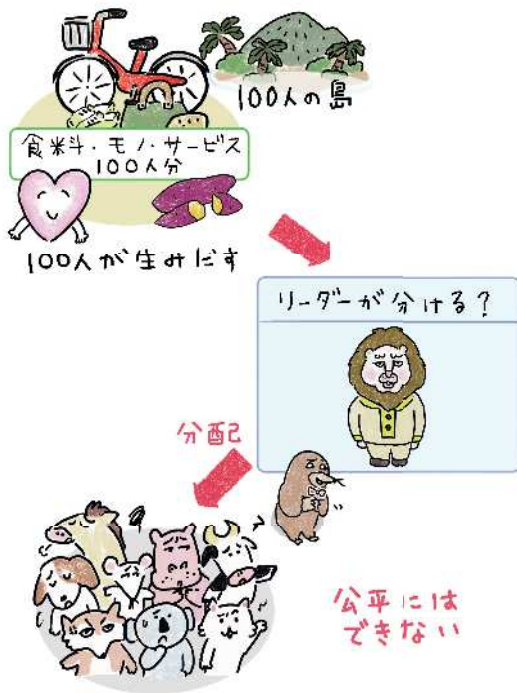 100人の島
食料・モノ・サービス
100人分
100人が生みだす
リーダーが分ける?
分配
公平には
できない